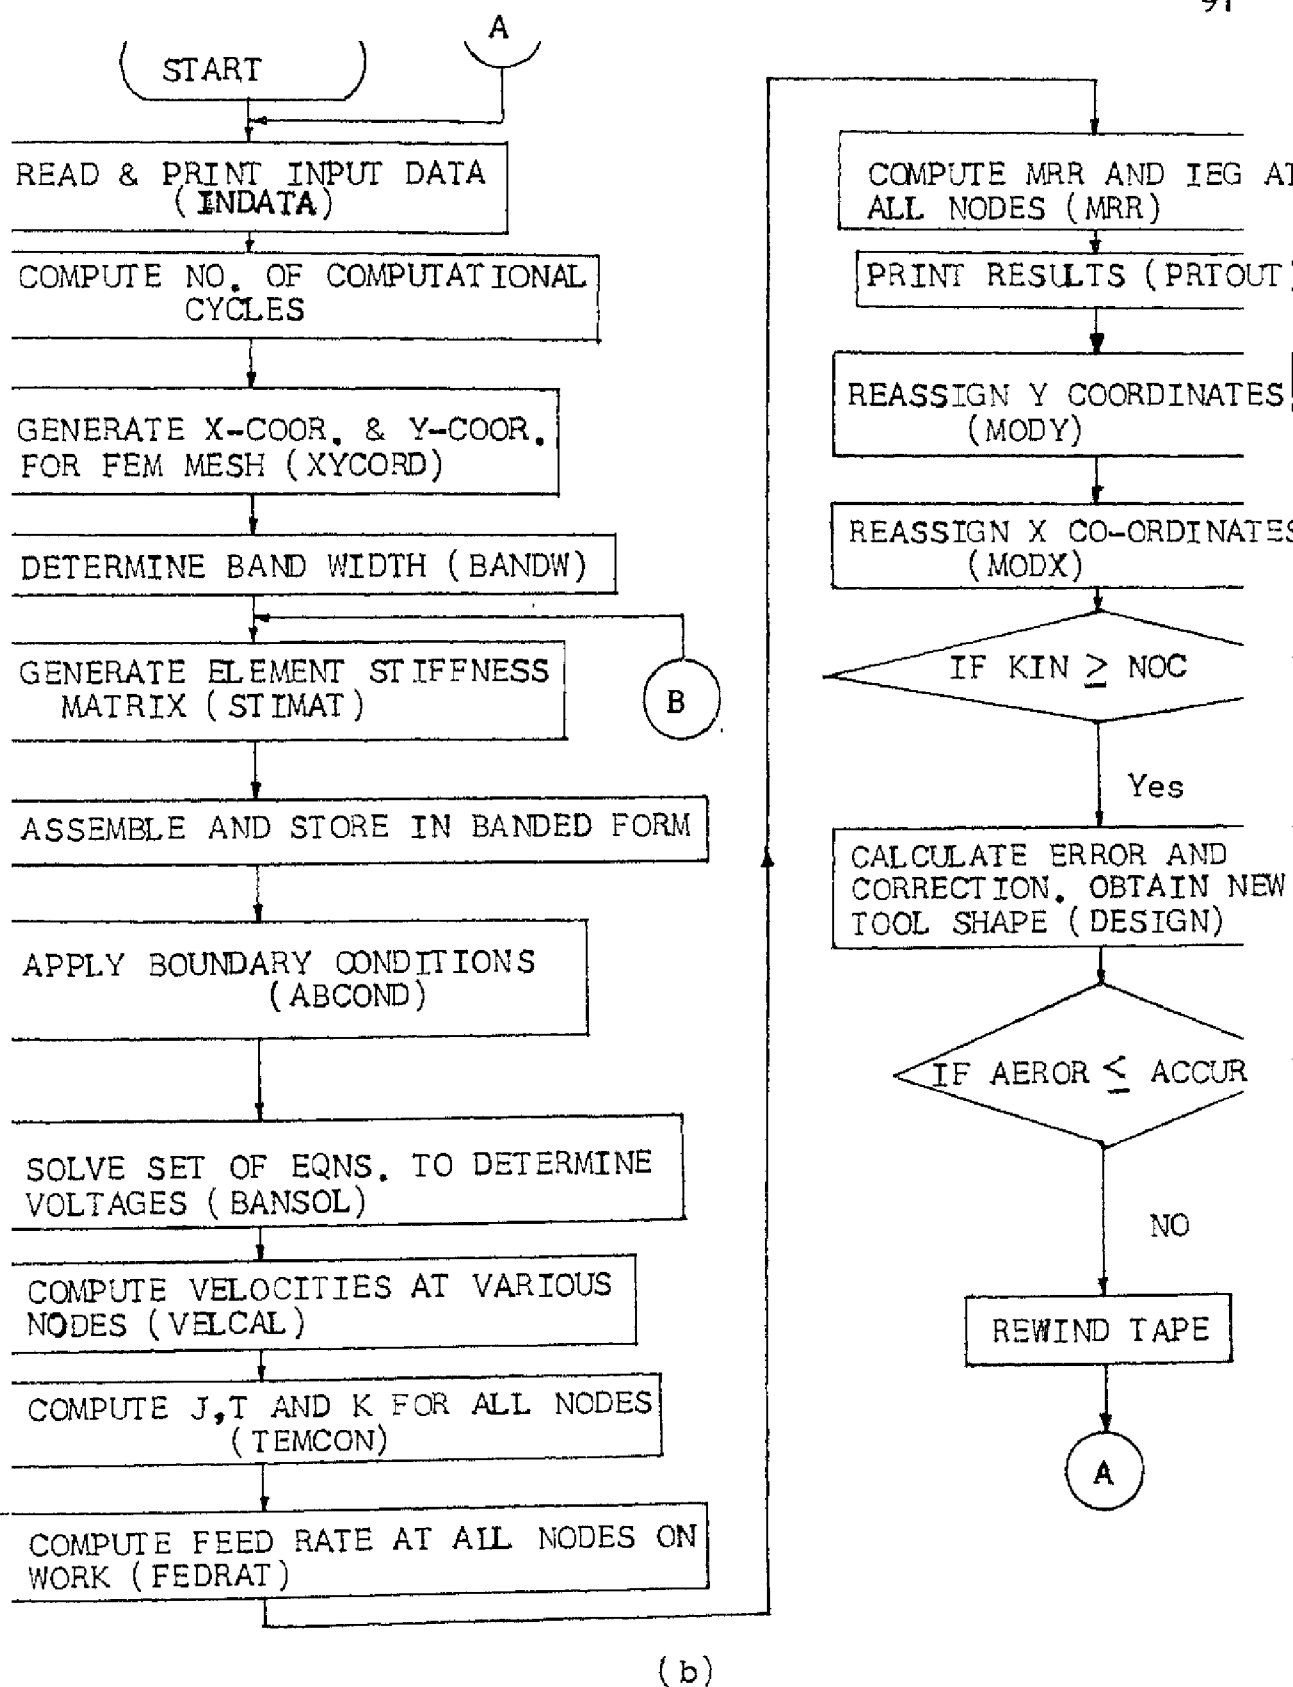 91
A
START
READ & PRINT INPUT DATA
(INDATA)
COMPUTE NO. OF COMPUTATIONAL
CYCLES
GENERATE X-COOR. & Y-COOR.
FOR FEM MESH (XYCORD)
DETERMINE BAND WIDTH (BANDW)
GENERATE ELEMENT STIFFNESS
MATRIX (STIMAT)
B
ASSEMBLE AND STORE IN BANDED FORM
APPLY BOUNDARY CONDITIONS
(ABCOND)
SOLVE SET OF EQNS. TO DETERMINE
VOLTAGES (BANSOL)
COMPUTE VELOCITIES AT VARIOUS
NODES (VELCAL)
COMPUTE J,T AND K FOR ALL NODES
(TEMCON)
COMPUTE FEED RATE AT ALL NODES ON
WORK (FEDRAT)
COMPUTE MRR AND IEG AT
ALL NODES (MRR)
PRINT RESULTS (PRTOUT)
REASSIGN Y COORDINATES
(MODY)
REASSIGN X CO-ORDINATES
(MODX)
IF KIN ≥ NOC
Yes
CALCULATE ERROR AND
CORRECTION. OBTAIN NEW
TOOL SHAPE (DESIGN)
IF AEROR ≤ ACCUR
NO
REWIND TAPE
A
(b)